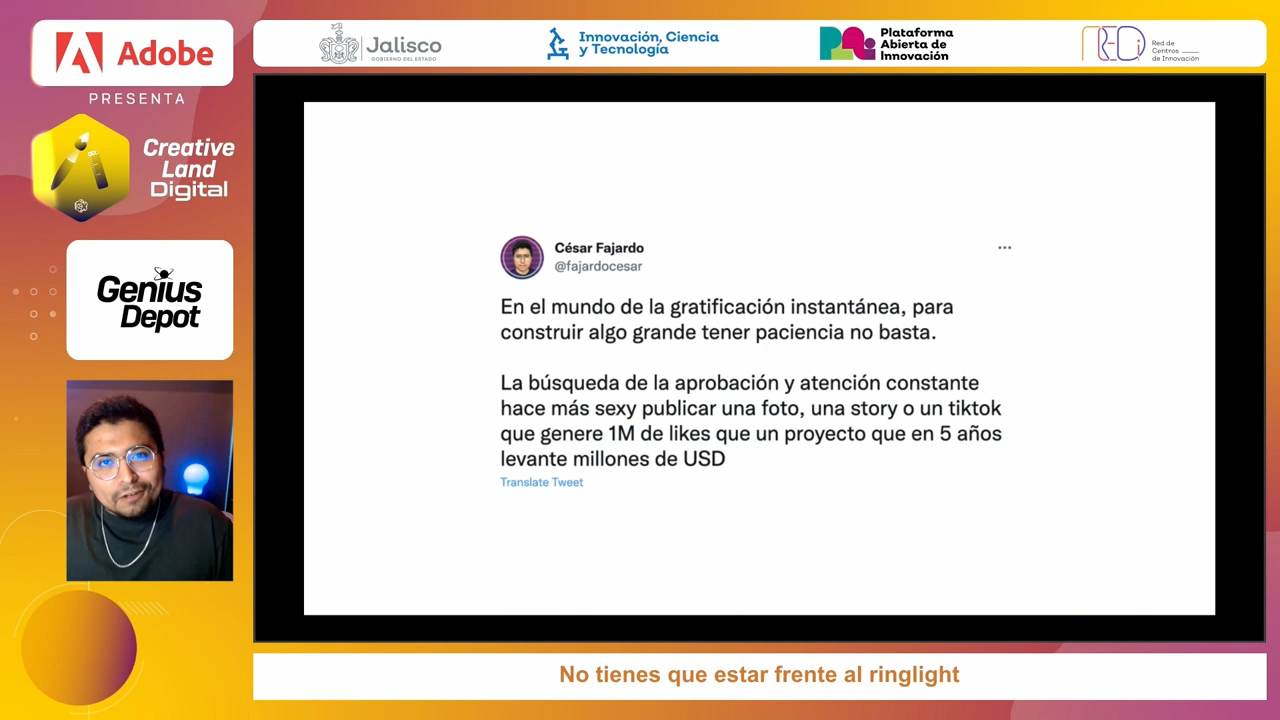 Adobe
PRESENTA
Creative
Land
Digital
Genius
Depot
Jalisco
GOBIERNO DEL ESTADO
Innovación, Ciencia
y Tecnología
Plataforma
Abierta de
Innovación
REDi
Red de
Centros
de Innovación
César Fajardo
@fajardocesar
En el mundo de la gratificación instantánea, para
construir algo grande tener paciencia no basta.
La búsqueda de la aprobación y atención constante
hace más sexy publicar una foto, una story o un tiktok
que genere 1M de likes que un proyecto que en 5 años
levante millones de USD
Translate Tweet
No tienes que estar frente al ringlight